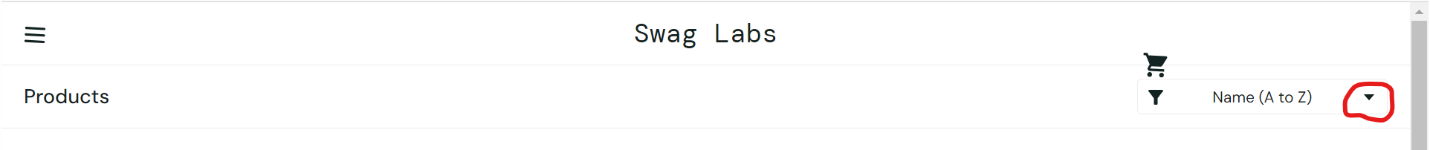 Swag Labs
Products
Name (A to Z)